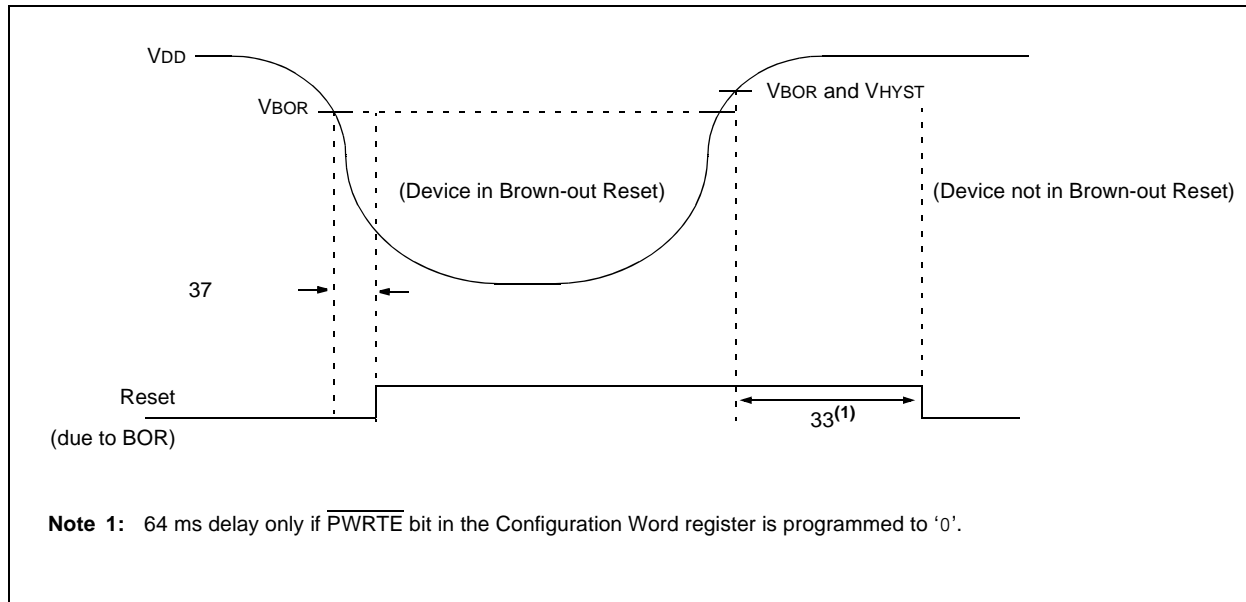 VDD
VBOR
VBOR and VHYST
(Device in Brown-out Reset)
(Device not in Brown-out Reset)
37
Reset
(due to BOR)
33(1)
Note 1: 64 ms delay only if PWRTE bit in the Configuration Word register is programmed to ‘0’.